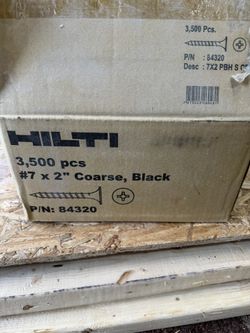 3,500 pcs
P/N : 84320
Desc : 7X2 PBH S
HILTI
3,500 pcs
#7 x 2" Coarse, Black
P/N: 84320